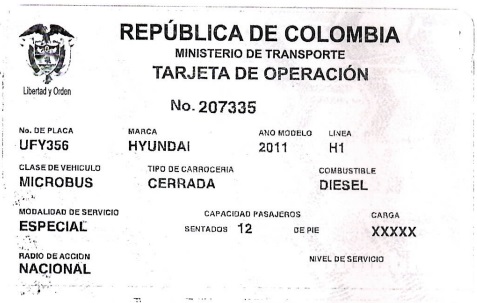 REPÚBLICA DE COLOMBIA
MINISTERIO DE TRANSPORTE
TARJETA DE OPERACIÓN
Libertad y Orden
No. 207335
No. DE PLACA MARCA ANO MODELO LINEA
UFY356 HYUNDAI 2011 H1
CLASE DE VEHICULO TIPO DE CARROCERIA COMBUSTIBLE
MICROBUS CERRADA DIESEL
MODALIDAD DE SERVICIO CAPACIDAD PASAJEROS CARGA
ESPECIAL SENTADOS 12 DE PIE XXXXX
RADIO DE ACCION NIVEL DE SERVICIO
NACIONAL